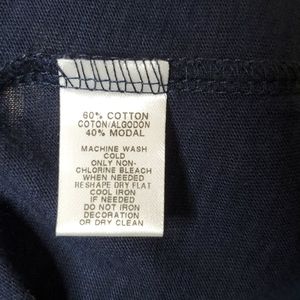 60% COTTON
COTON/ALGODON
40% MODAL
MACHINE WASH
COLD
ONLY NON-
CHLORINE BLEACH
WHEN NEEDED
RESHAPE DRY FLAT
COOL IRON
IF NEEDED
DO NOT IRON
DECORATION
OR DRY CLEAN